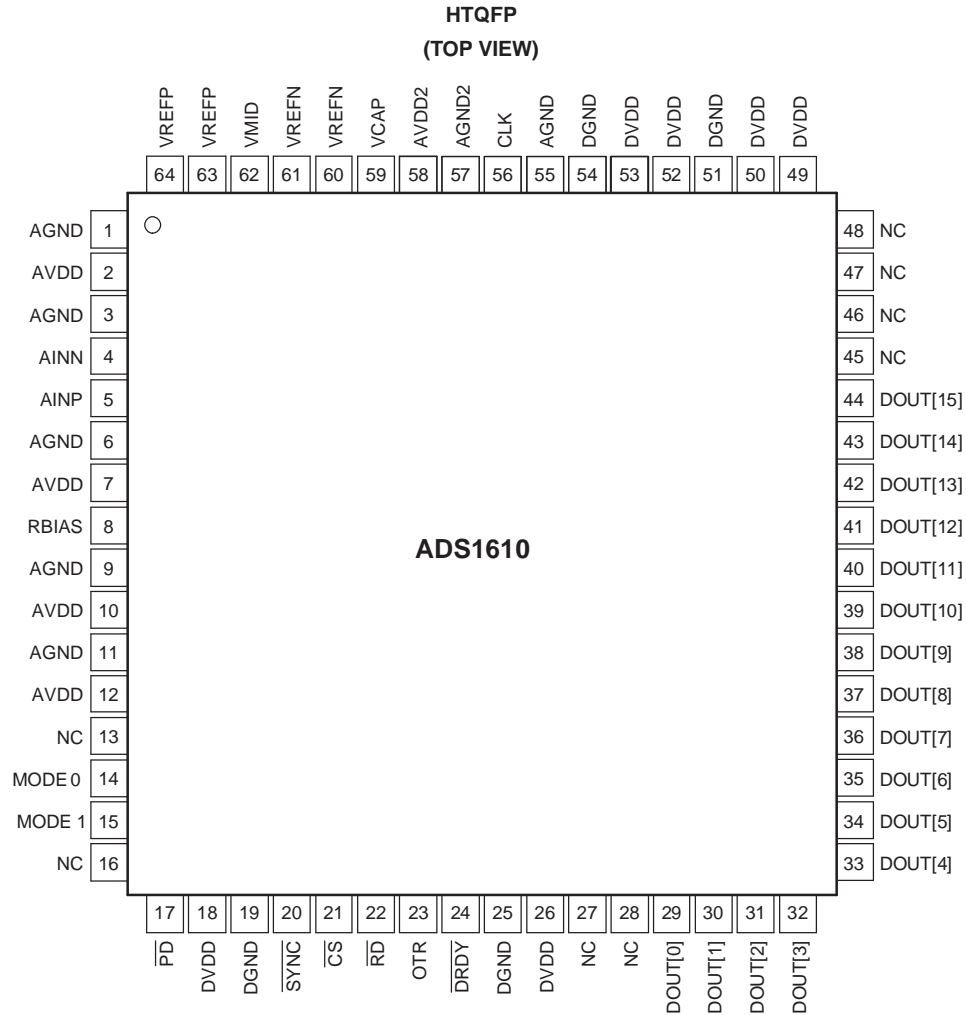 HTQFP
(TOP VIEW)
VREFP VREFP VMID VREFN VREFN VCAP AVDD2 AGND2 CLK AGND DGND DVDD DVDD DGND DVDD DVDD
64 63 62 61 60 59 58 57 56 55 54 53 52 51 50 49
AGND 1 48 NC
AVDD 2 47 NC
AGND 3 46 NC
AINN 4 45 NC
AINP 5 44 DOUT[15]
AGND 6 43 DOUT[14]
AVDD 7 42 DOUT[13]
RBIAS 8 41 DOUT[12]
ADS1610
AGND 9 40 DOUT[11]
AVDD 10 39 DOUT[10]
AGND 11 38 DOUT[9]
AVDD 12 37 DOUT[8]
NC 13 36 DOUT[7]
MODE 0 14 35 DOUT[6]
MODE 1 15 34 DOUT[5]
NC 16 33 DOUT[4]
17 18 19 20 21 22 23 24 25 26 27 28 29 30 31 32
P̅D̅ DVDD DGND S̅Y̅N̅C̅ C̅S̅ R̅D̅ OTR D̅R̅D̅Y̅ DGND DVDD NC NC DOUT[0] DOUT[1] DOUT[2] DOUT[3]